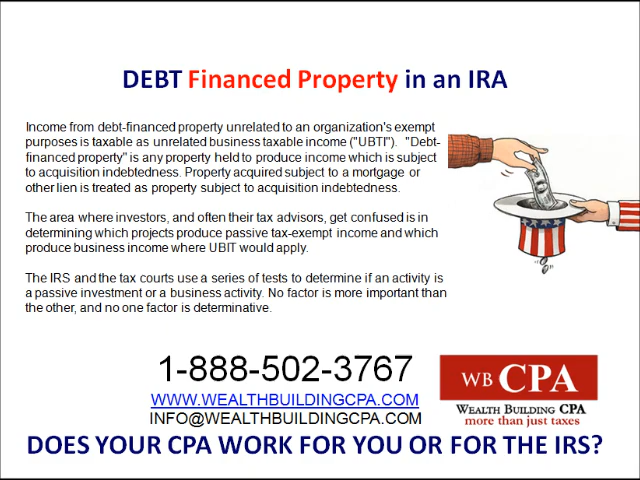 DEBT Financed Property in an IRA
Income from debt-financed property unrelated to an organization's exempt
purposes is taxable as unrelated business taxable income ("UBTI"). "Debt-
financed property" is any property held to produce income which is subject
to acquisition indebtedness. Property acquired subject to a mortgage or
other lien is treated as property subject to acquisition indebtedness.
The area where investors, and often their tax advisors, get confused is in
determining which projects produce passive tax-exempt income and which
produce business income where UBIT would apply.
The IRS and the tax courts use a series of tests to determine if an activity is
a passive investment or a business activity. No factor is more important than
the other, and no one factor is determinative.
1-888-502-3767
WWW.WEALTHBUILDINGCPA.COM
INFO@WEALTHBUILDINGCPA.COM
WB CPA
WEALTH BUILDING CPA
more than just taxes
DOES YOUR CPA WORK FOR YOU OR FOR THE IRS?